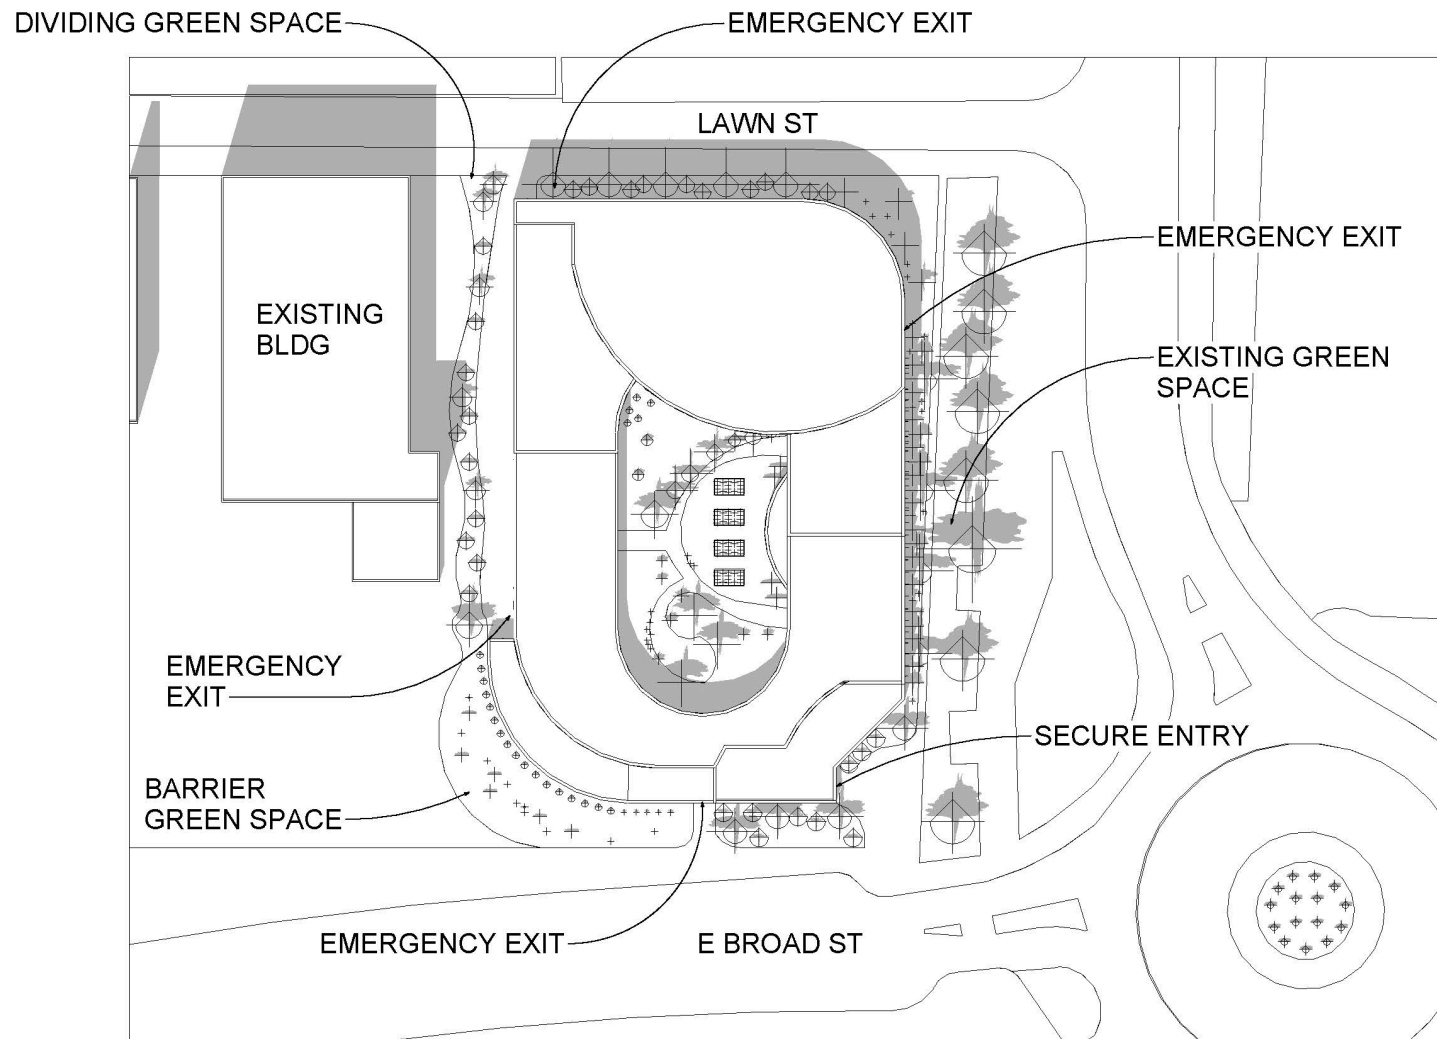 DIVIDING GREEN SPACE
EMERGENCY EXIT
LAWN ST
EMERGENCY EXIT
EXISTING
BLDG
EXISTING GREEN
SPACE
EMERGENCY
EXIT
SECURE ENTRY
BARRIER
GREEN SPACE
EMERGENCY EXIT
E BROAD ST